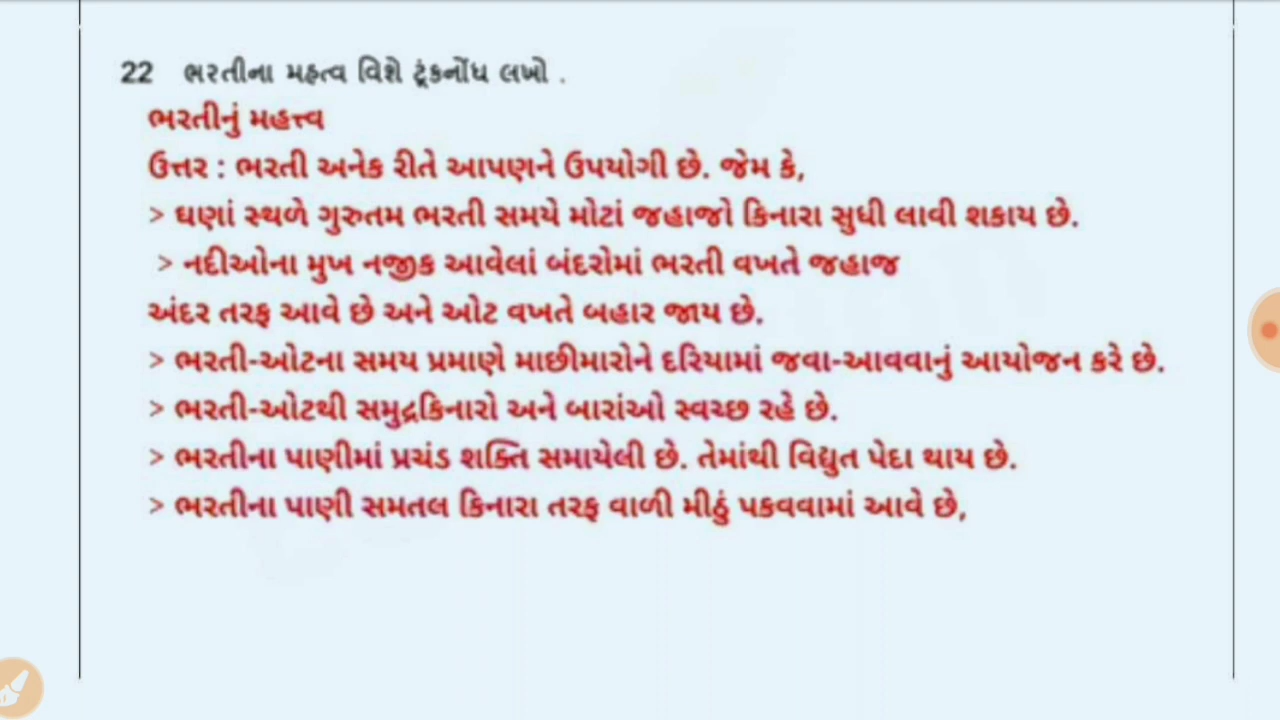 22 ભરતીના મહત્વ વિશે ટૂંકનોંધ લખો .
ભરતીનું મહત્ત્વ
ઉત્તર : ભરતી અનેક રીતે આપણને ઉપયોગી છે. જેમ કે,
> ઘણાં સ્થળે ગુરુતમ ભરતી સમયે મોટાં જહાજો કિનારા સુધી લાવી શકાય છે.
> નદીઓના મુખ નજીક આવેલાં બંદરોમાં ભરતી વખતે જહાજ
અંદર તરફ આવે છે અને ઓટ વખતે બહાર જાય છે.
> ભરતી-ઓટના સમય પ્રમાણે માછીમારોને દરિયામાં જવા-આવવાનું આયોજન કરે છે.
> ભરતી-ઓટથી સમુદ્રકિનારો અને બારાંઓ સ્વચ્છ રહે છે.
> ભરતીના પાણીમાં પ્રચંડ શક્તિ સમાયેલી છે. તેમાંથી વિદ્યુત પેદા થાય છે.
> ભરતીના પાણી સમતલ કિનારા તરફ વાળી મીઠું પકવવામાં આવે છે,